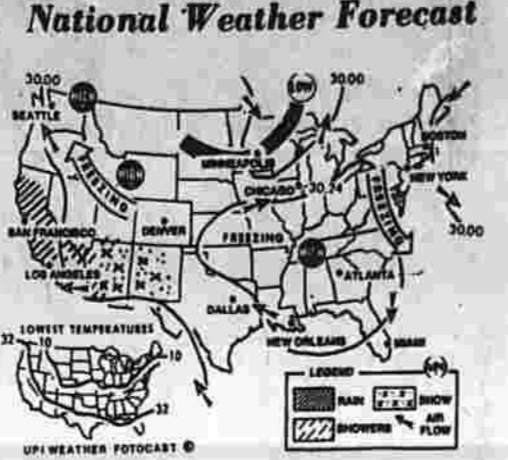 National Weather Forecast
30.00
SEATTLE
HIGH
LOW
30.00
BOSTON
MINNEAPOLIS
FREEZING
HIGH
CHICAGO
30.24
NEW YORK
FREEZING
30.00
SAN FRANCISCO
DENVER
FREEZING
HIGH
LOS ANGELES
ATLANTA
DALLAS
NEW ORLEANS
MIAMI
LOWEST TEMPERATURES
32
10
10
32
LEGEND
RAIN
SNOW
SHOWERS
AIR
FLOW
UPI WEATHER FOTOCAST ©